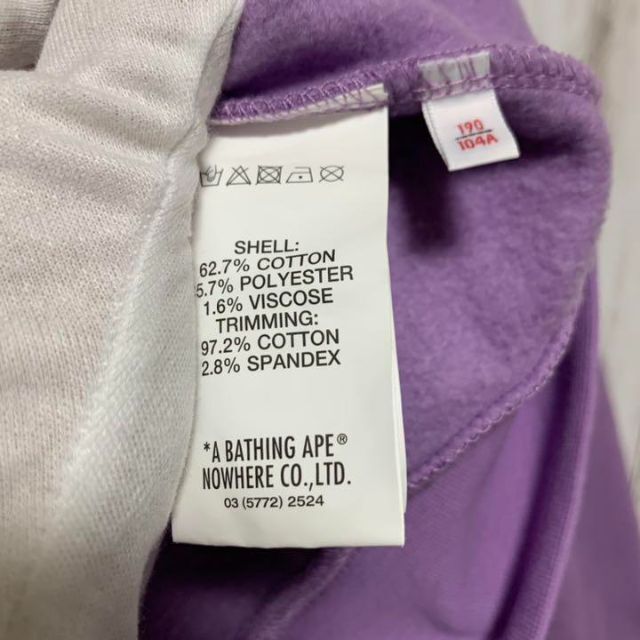 SHELL:
62.7% COTTON
5.7% POLYESTER
1.6% VISCOSE
TRIMMING:
97.2% COTTON
2.8% SPANDEX
*A BATHING APE®
NOWHERE CO.,LTD.
03 (5772) 2524
190
104A